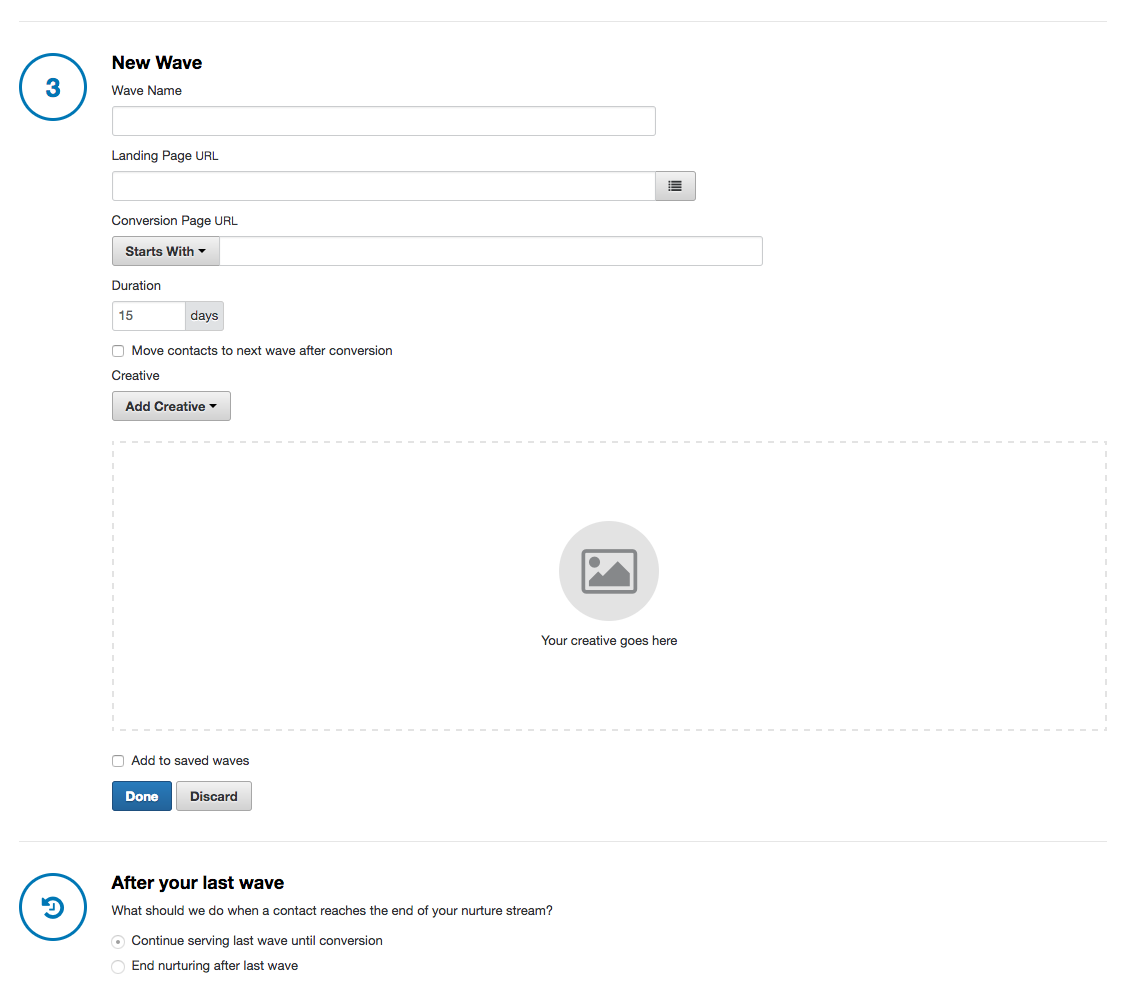 3
New Wave
Wave Name
Landing Page URL
Conversion Page URL
Starts With
Duration
15 days
Move contacts to next wave after conversion
Creative
Add Creative
Your creative goes here
Add to saved waves
Done Discard
After your last wave
What should we do when a contact reaches the end of your nurture stream?
Continue serving last wave until conversion
End nurturing after last wave